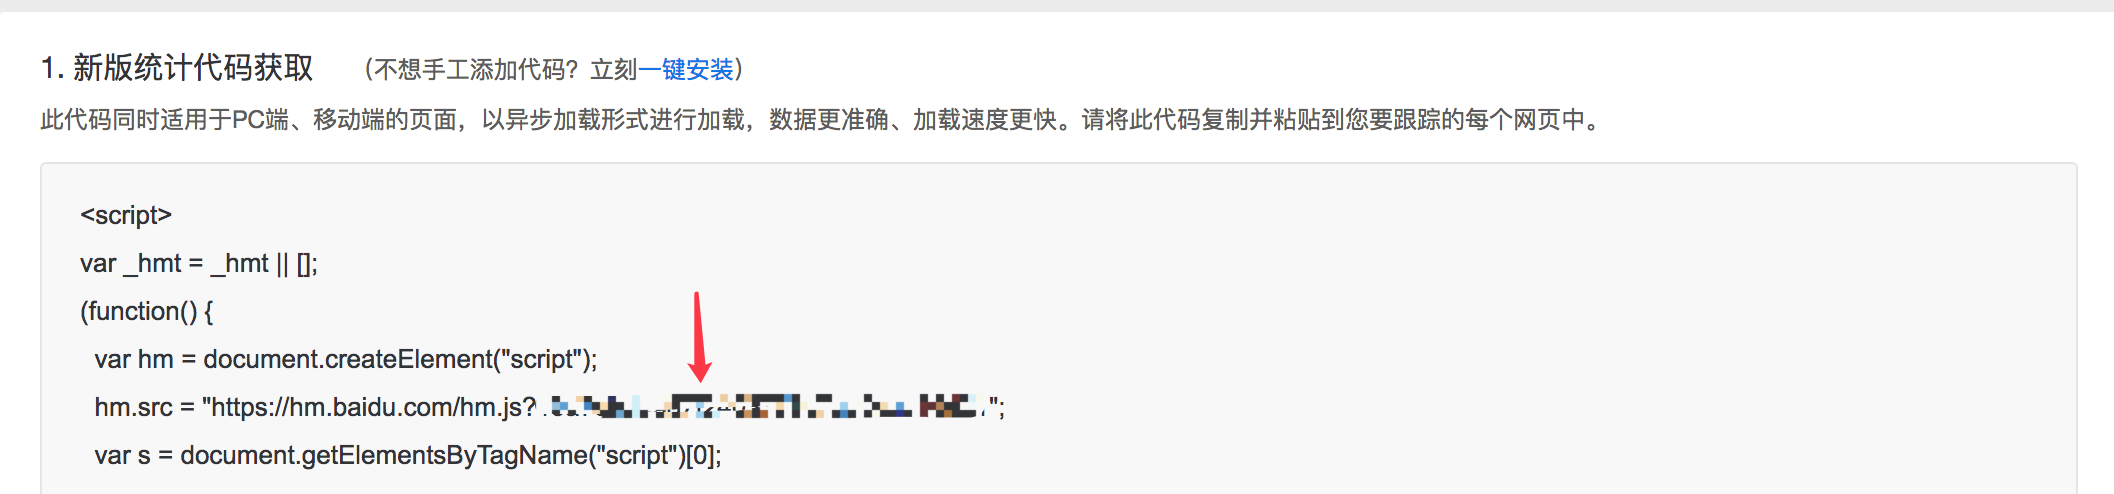 1. 新版统计代码获取 （不想手工添加代码？立刻一键安装）
此代码同时适用于PC端、移动端的页面，以异步加载形式进行加载，数据更准确、加载速度更快。请将此代码复制并粘贴到您要跟踪的每个网页中。
<script>
var _hmt = _hmt || [];
(function() {
var hm = document.createElement("script");
hm.src = "https://hm.baidu.com/hm.js? ";
var s = document.getElementsByTagName("script")[0];